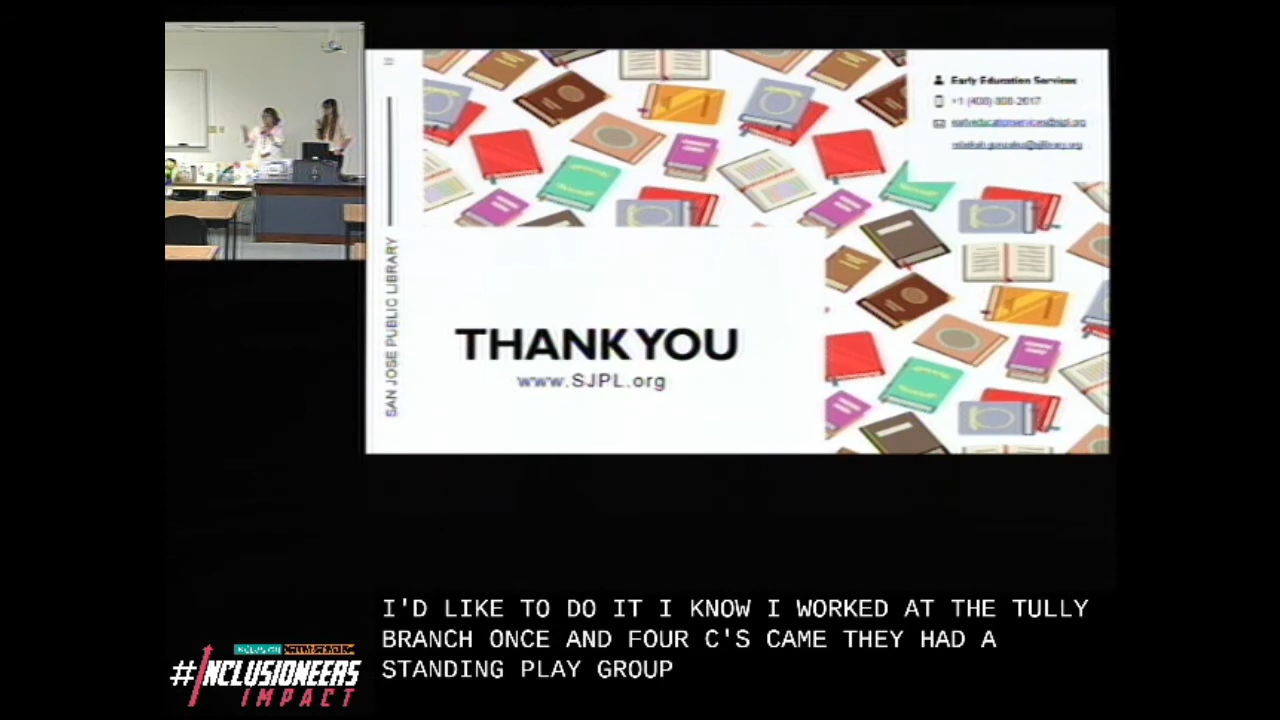 SAN JOSE PUBLIC LIBRARY
Early Education Services
THANK YOU
www.SJPL.org
I'D LIKE TO DO IT I KNOW I WORKED AT THE TULLY
BRANCH ONCE AND FOUR C'S CAME THEY HAD A
STANDING PLAY GROUP
#INCLUSIONEERS
IMPACT